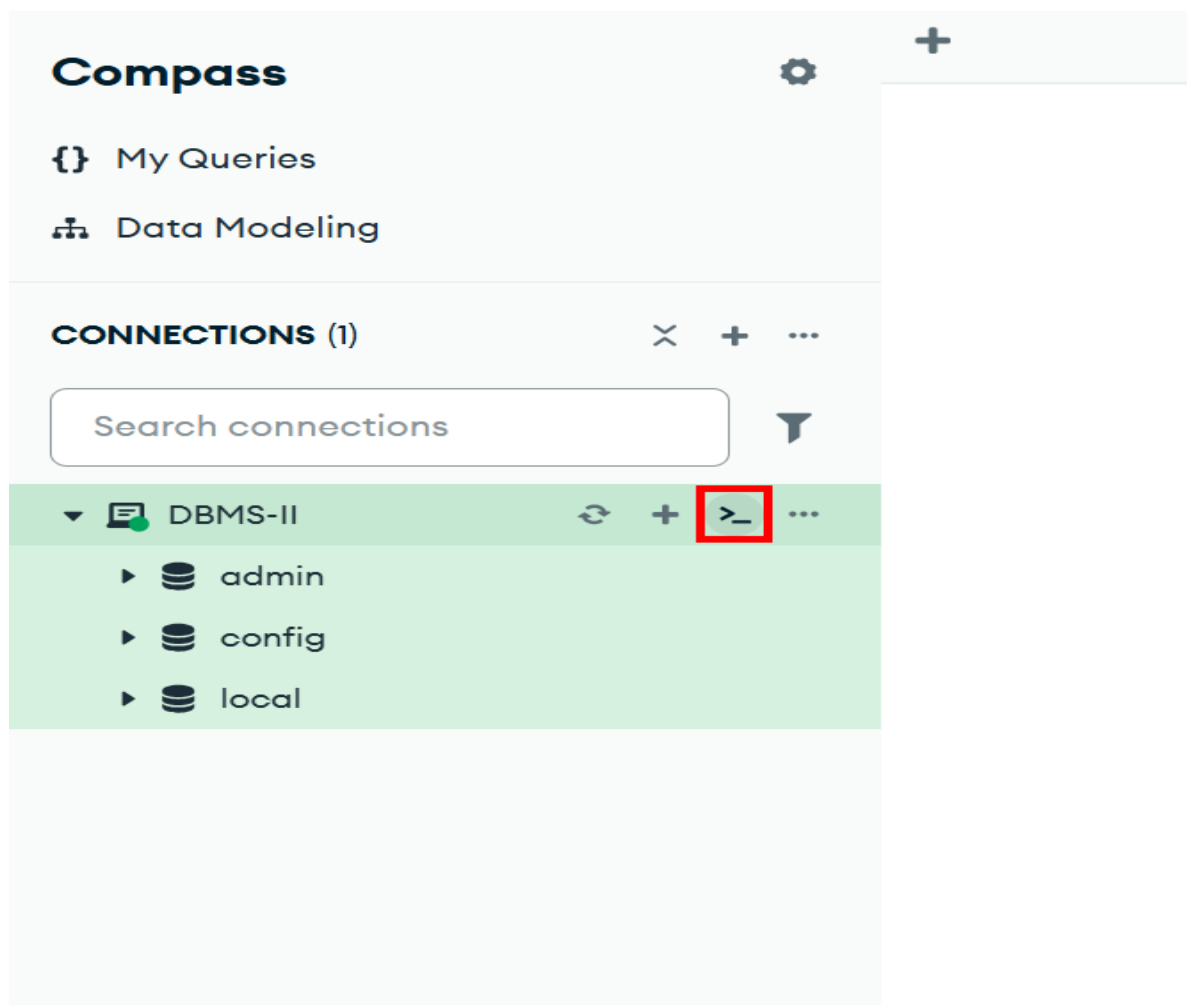 Compass
My Queries
Data Modeling
CONNECTIONS (1)
Search connections
DBMS-II
admin
config
local